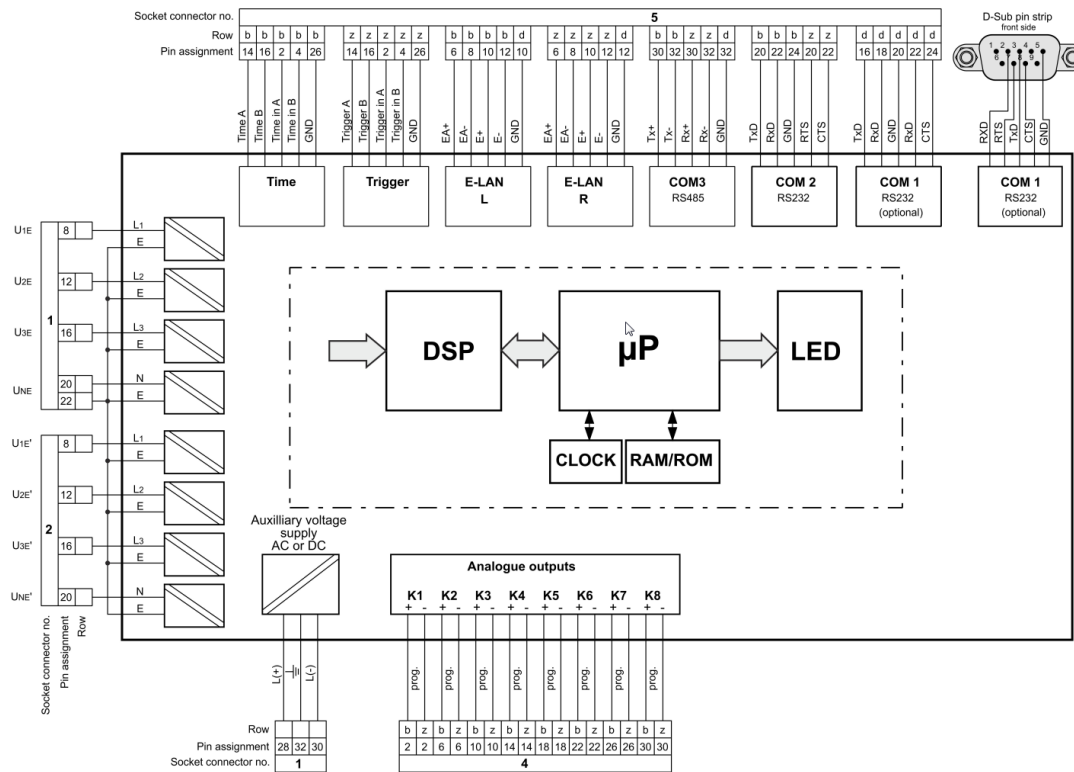 Socket connector no. 5
Row b b b b b z z z z z b b b b d z z z z d b b z z d b b b z z d d d d d
Pin assignment 14 16 2 4 26 14 16 2 4 26 6 8 10 12 10 6 8 10 12 12 30 32 30 32 32 20 22 24 20 22 16 18 20 22 24
D-Sub pin strip
front side
1 2 3 4 5
6 8 9
Time A
Time B
Time in A
Time in B
GND
Trigger A
Trigger B
Trigger in A
Trigger in B
GND
EA+
EA-
E+
E-
GND
EA+
EA-
E+
E-
GND
Tx+
Tx-
Rx+
Rx-
GND
TxD
RxD
GND
RTS
CTS
TxD
RxD
GND
RxD
CTS
RxD
RTS
TxD
CTS
GND
Time
Trigger
E-LAN
L
E-LAN
R
COM3
RS485
COM 2
RS232
COM 1
RS232
(optional)
COM 1
RS232
(optional)
U1E 8 L1
E
U2E 12 L2
E
1
U3E 16 L3
E
UNE 20 N
22 E
U1E' 8 L1
E
U2E' 12 L2
E
2
U3E' 16 L3
E
UNE' 20 N
E
Socket connector no.
Pin assignment
Row
DSP
µP
LED
CLOCK
RAM/ROM
Auxilliary voltage
supply
AC or DC
L(+)
L(-)
Row
Pin assignment 28 32 30
Socket connector no. 1
Analogue outputs
K1 K2 K3 K4 K5 K6 K7 K8
+ - + - + - + - + - + - + - + -
prog. prog. prog. prog. prog. prog. prog. prog.
b z b z b z b z b z b z b z b z
2 2 6 6 10 10 14 14 18 18 22 22 26 26 30 30
4